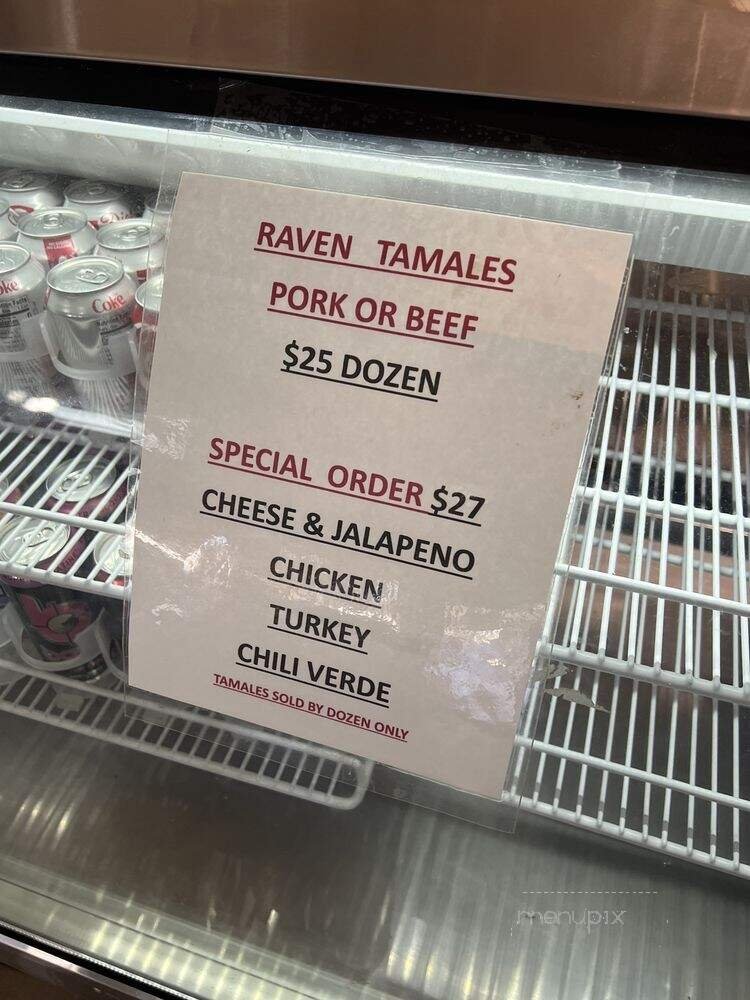 RAVEN TAMALES
PORK OR BEEF
$25 DOZEN
SPECIAL ORDER $27
CHEESE & JALAPENO
CHICKEN
TURKEY
CHILI VERDE
TAMALES SOLD BY DOZEN ONLY
Coke
menupix